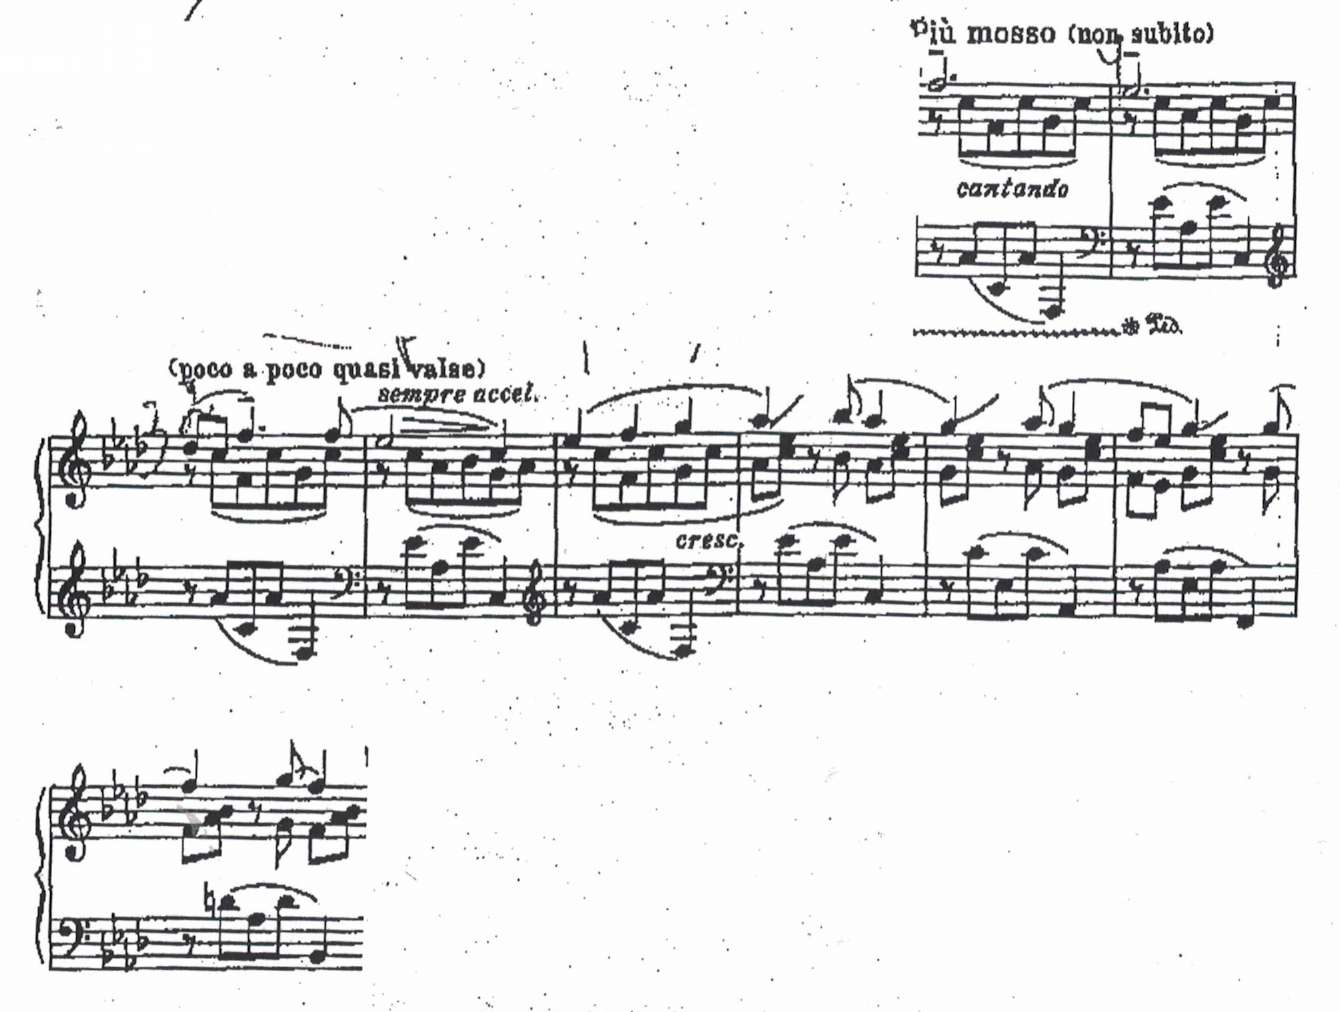 Più mosso (non subito)
cantando
Ped.
(poco a poco quasi valse)
sempre accel.
cresc.